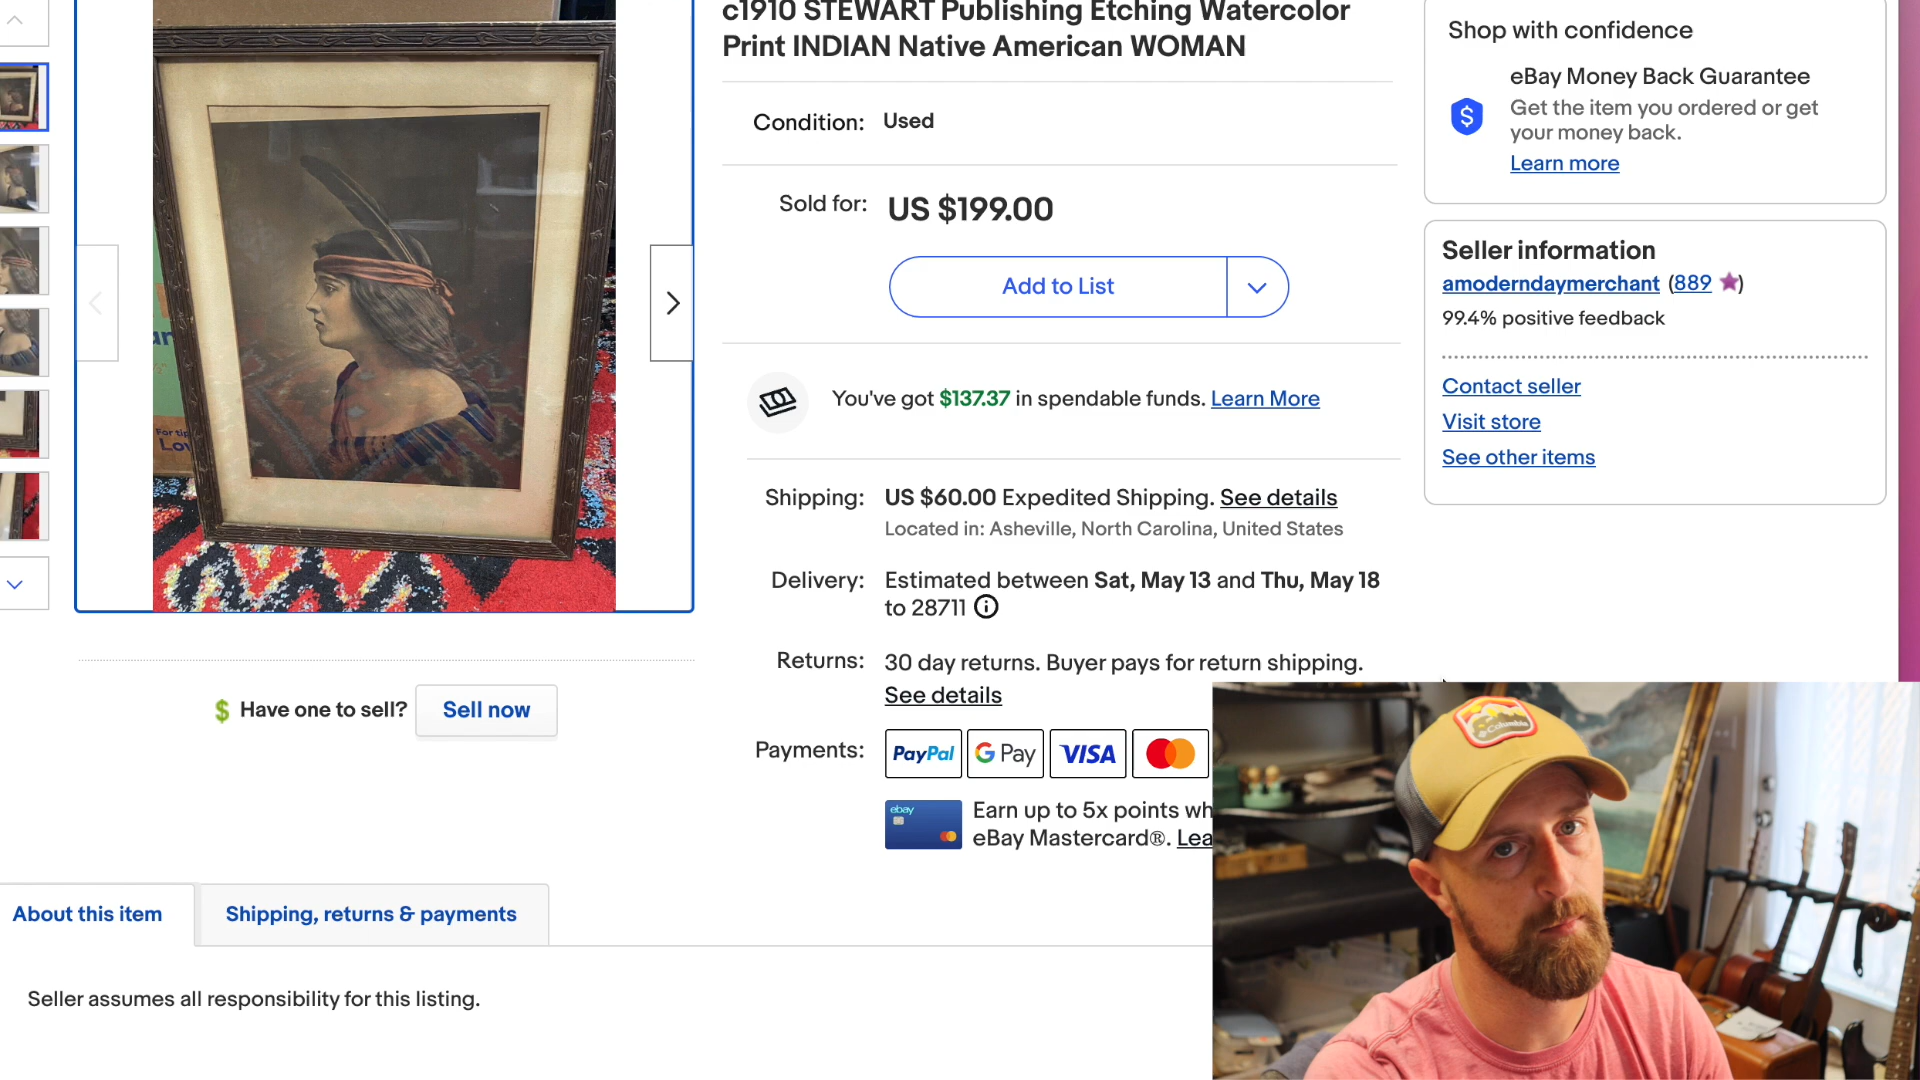 c1910 STEWART Publishing Etching Watercolor
Print INDIAN Native American WOMAN
Condition: Used
Sold for: US $199.00
Add to List
You've got $137.37 in spendable funds. Learn More
Shipping: US $60.00 Expedited Shipping. See details
Located in: Asheville, North Carolina, United States
Delivery: Estimated between Sat, May 13 and Thu, May 18
to 28711
Returns: 30 day returns. Buyer pays for return shipping.
See details
Payments: PayPal G Pay VISA
ebay
Earn up to 5x points wh
eBay Mastercard®. Lea
Shop with confidence
eBay Money Back Guarantee
Get the item you ordered or get
your money back.
Learn more
Seller information
amoderndaymerchant (889)
99.4% positive feedback
Contact seller
Visit store
See other items
For tip
Lov
Have one to sell? Sell now
About this item
Shipping, returns & payments
Seller assumes all responsibility for this listing.
Columbia